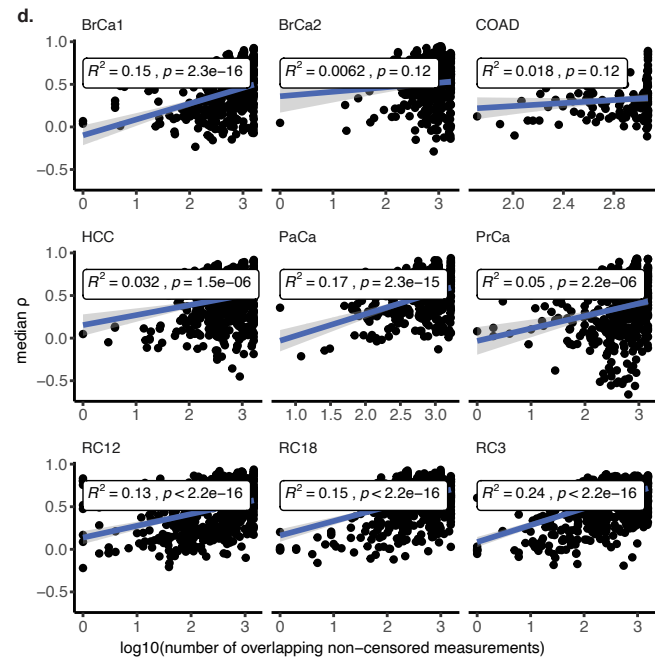 d.
BrCa1 BrCa2 COAD
1.0
R² = 0.15 , p = 2.3e−16 R² = 0.0062 , p = 0.12 R² = 0.018 , p = 0.12
0.5
0.0
−0.5
0 1 2 3 0 1 2 3 2.0 2.4 2.8
HCC PaCa PrCa
1.0
R² = 0.032 , p = 1.5e−06 R² = 0.17 , p = 2.3e−15 R² = 0.05 , p = 2.2e−06
0.5
median ρ
0.0
−0.5
0 1 2 3 1.0 1.5 2.0 2.5 3.0 0 1 2 3
RC12 RC18 RC3
1.0
R² = 0.13 , p < 2.2e−16 R² = 0.15 , p < 2.2e−16 R² = 0.24 , p < 2.2e−16
0.5
0.0
−0.5
0 1 2 3 0 1 2 3 0 1 2 3
log10(number of overlapping non−censored measurements)